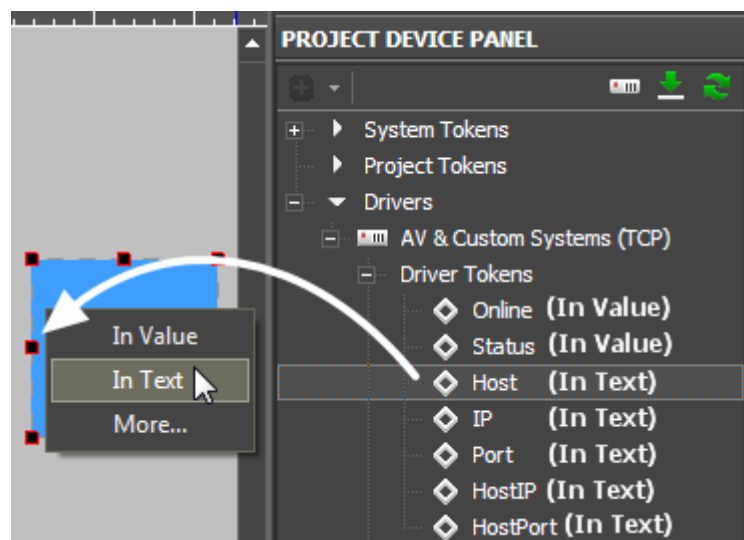 PROJECT DEVICE PANEL
System Tokens
Project Tokens
Drivers
AV & Custom Systems (TCP)
Driver Tokens
Online (In Value)
Status (In Value)
Host (In Text)
IP (In Text)
Port (In Text)
HostIP (In Text)
HostPort (In Text)
In Value
In Text
More...